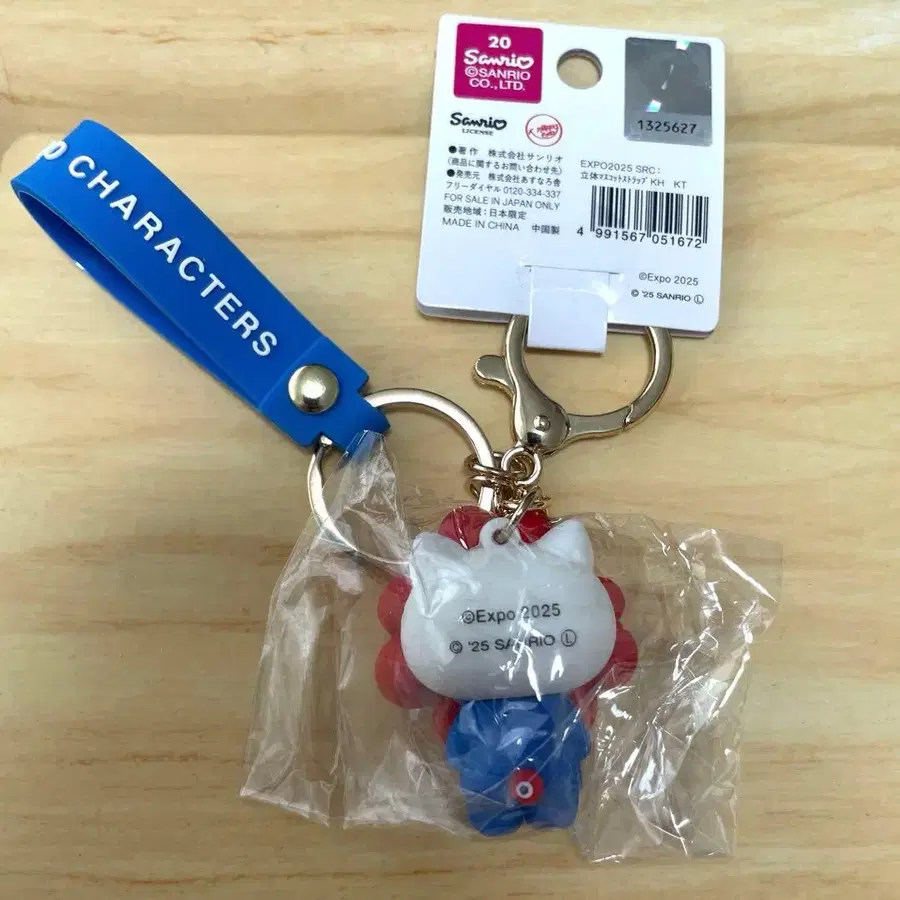 O CHARACTERS
20
Sanrio
©SANRIO
CO.,LTD.
1325627
Sanrio
LICENSE
●著作 株式会社サンリオ
(商品に関するお問い合わせ先)
●発売元 株式会社あすなろ舎
フリーダイヤル 0120-334-337
FOR SALE IN JAPAN ONLY
販売地域：日本限定
MADE IN CHINA 中国製
EXPO2025 SRC：
立体マスコットストラップ KH KT
4 991567 051672
©Expo 2025
© '25 SANRIO Ⓛ
©Expo 2025
© '25 SANRIO Ⓛ